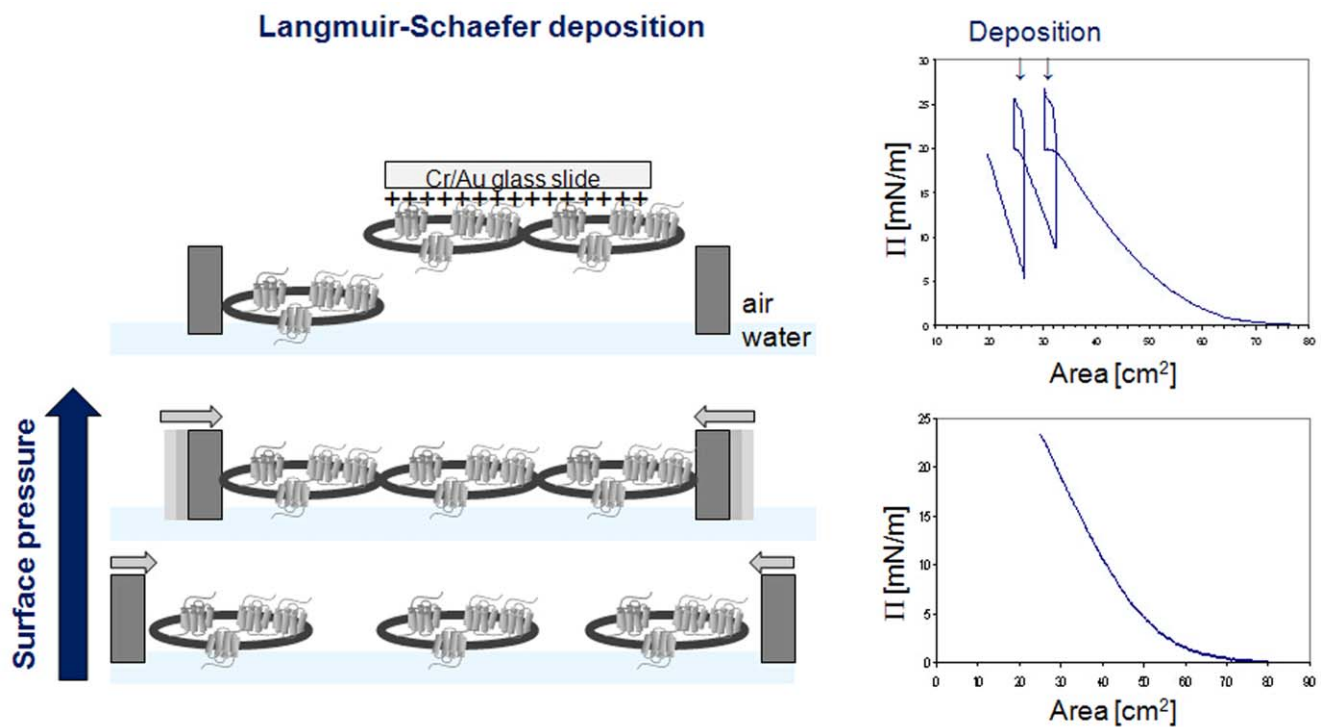 Langmuir-Schaefer deposition
Cr/Au glass slide
++++++++++++++++
air
water
Surface pressure
Deposition
↓ ↓
30
25
20
15
10
5
0
10 20 30 40 50 60 70 80
Π [mN/m]
Area [cm²]
25
20
15
10
5
0
0 10 20 30 40 50 60 70 80 90
Π [mN/m]
Area [cm²]